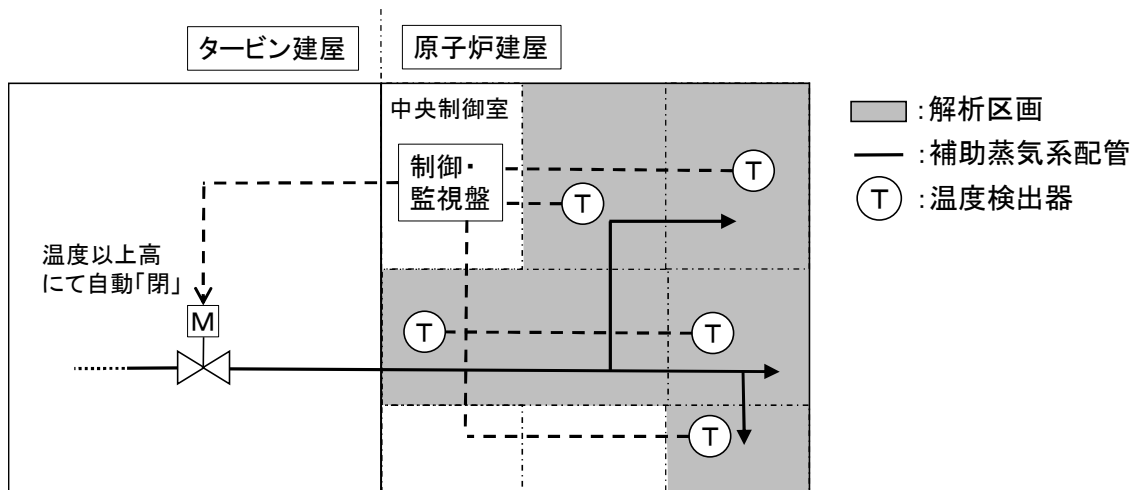 タービン建屋
原子炉建屋
中央制御室
制御・
監視盤
T
T
温度以上高
にて自動「閉」
M
T
T
T
:解析区画
:補助蒸気系配管
T :温度検出器